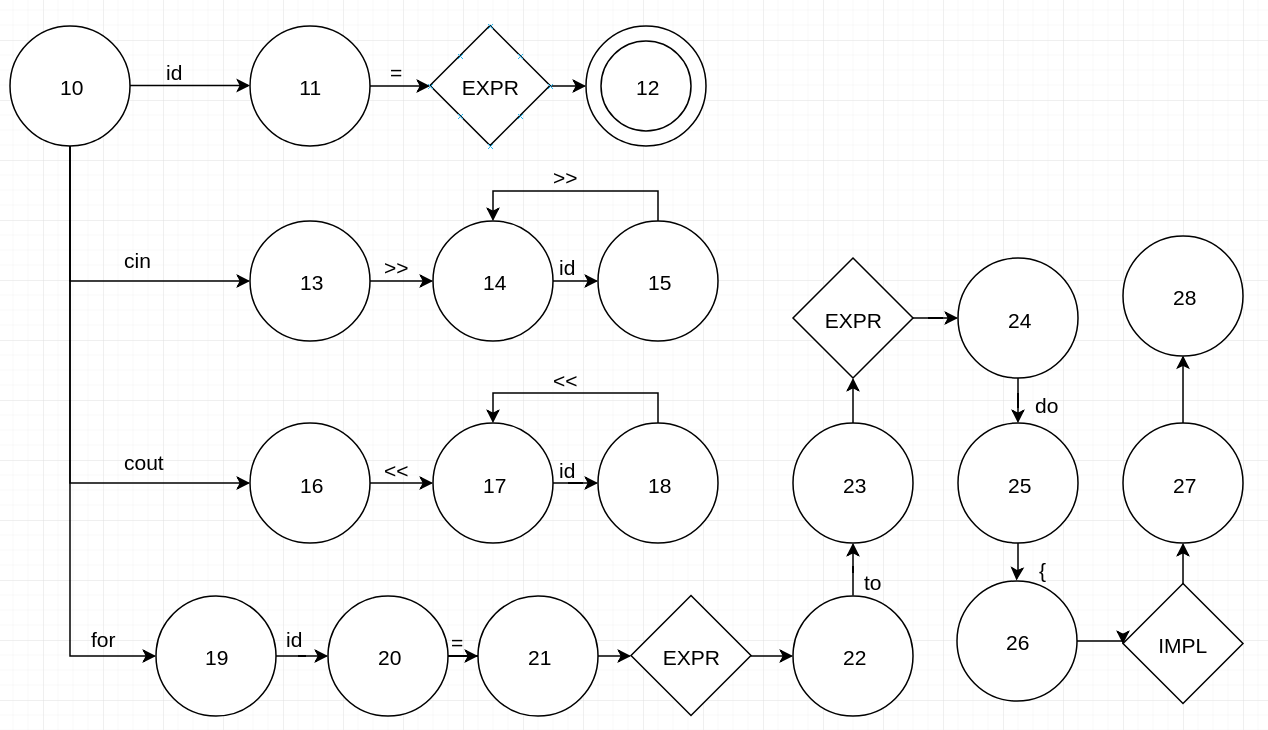 10
id
11
=
EXPR
12
>>
cin
13
>>
14
id
15
EXPR
24
28
<<
do
cout
16
<<
17
id
18
23
25
27
to
{
for
19
id
20
=
21
EXPR
22
26
IMPL